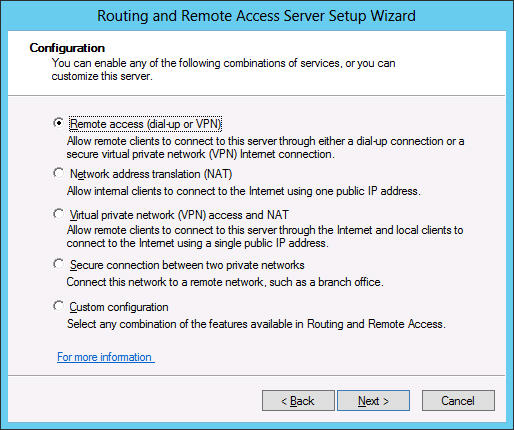 Routing and Remote Access Server Setup Wizard
Configuration
You can enable any of the following combinations of services, or you can
customize this server.
Remote access (dial-up or VPN)
Allow remote clients to connect to this server through either a dial-up connection or a
secure virtual private network (VPN) Internet connection.
Network address translation (NAT)
Allow internal clients to connect to the Internet using one public IP address.
Virtual private network (VPN) access and NAT
Allow remote clients to connect to this server through the Internet and local clients to
connect to the Internet using a single public IP address.
Secure connection between two private networks
Connect this network to a remote network, such as a branch office.
Custom configuration
Select any combination of the features available in Routing and Remote Access.
For more information
< Back
Next >
Cancel